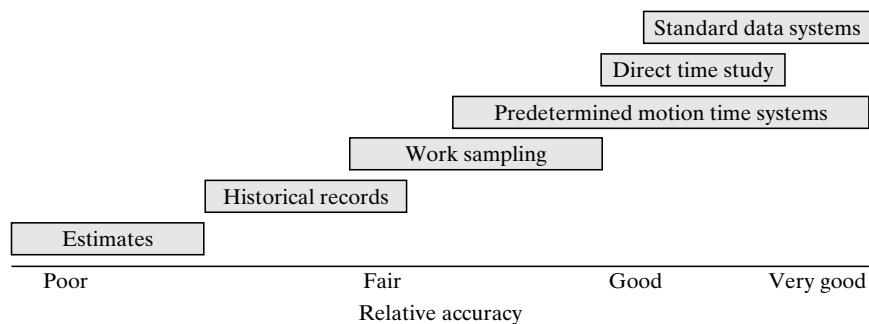 Standard data systems
Direct time study
Predetermined motion time systems
Work sampling
Historical records
Estimates
Poor Fair Good Very good
Relative accuracy